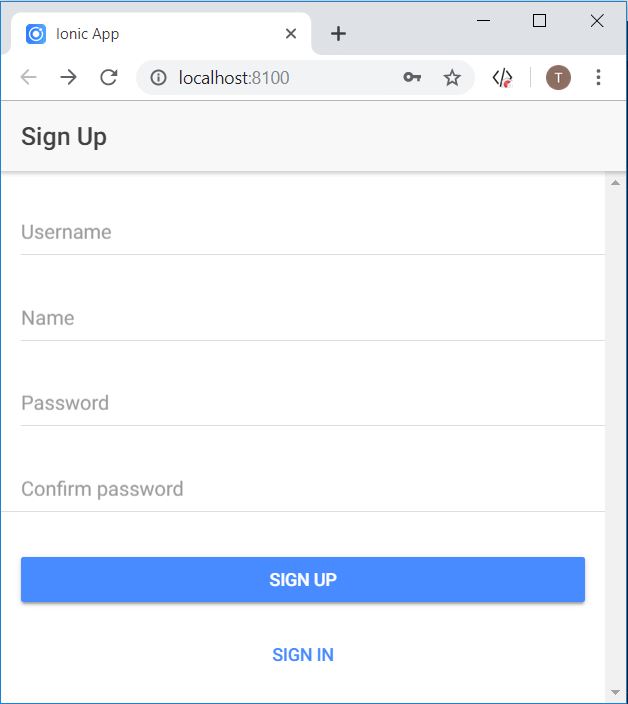 Ionic App
localhost:8100
T
Sign Up
Username
Name
Password
Confirm password
SIGN UP
SIGN IN